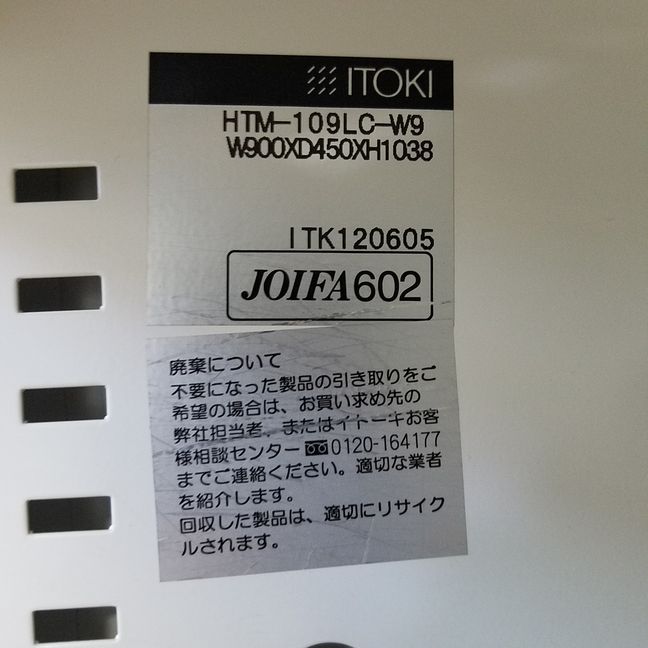 ITOKI
HTM-109LC-W9
W900XD450XH1038
ITK120605
JOIFA602
廃棄について
不要になった製品の引き取りをご
希望の場合は、お買い求め先の
弊社担当者、またはイトーキお客
様相談センター 0120-164177
までご連絡ください。適切な業者
を紹介します。
回収した製品は、適切にリサイク
ルされます。